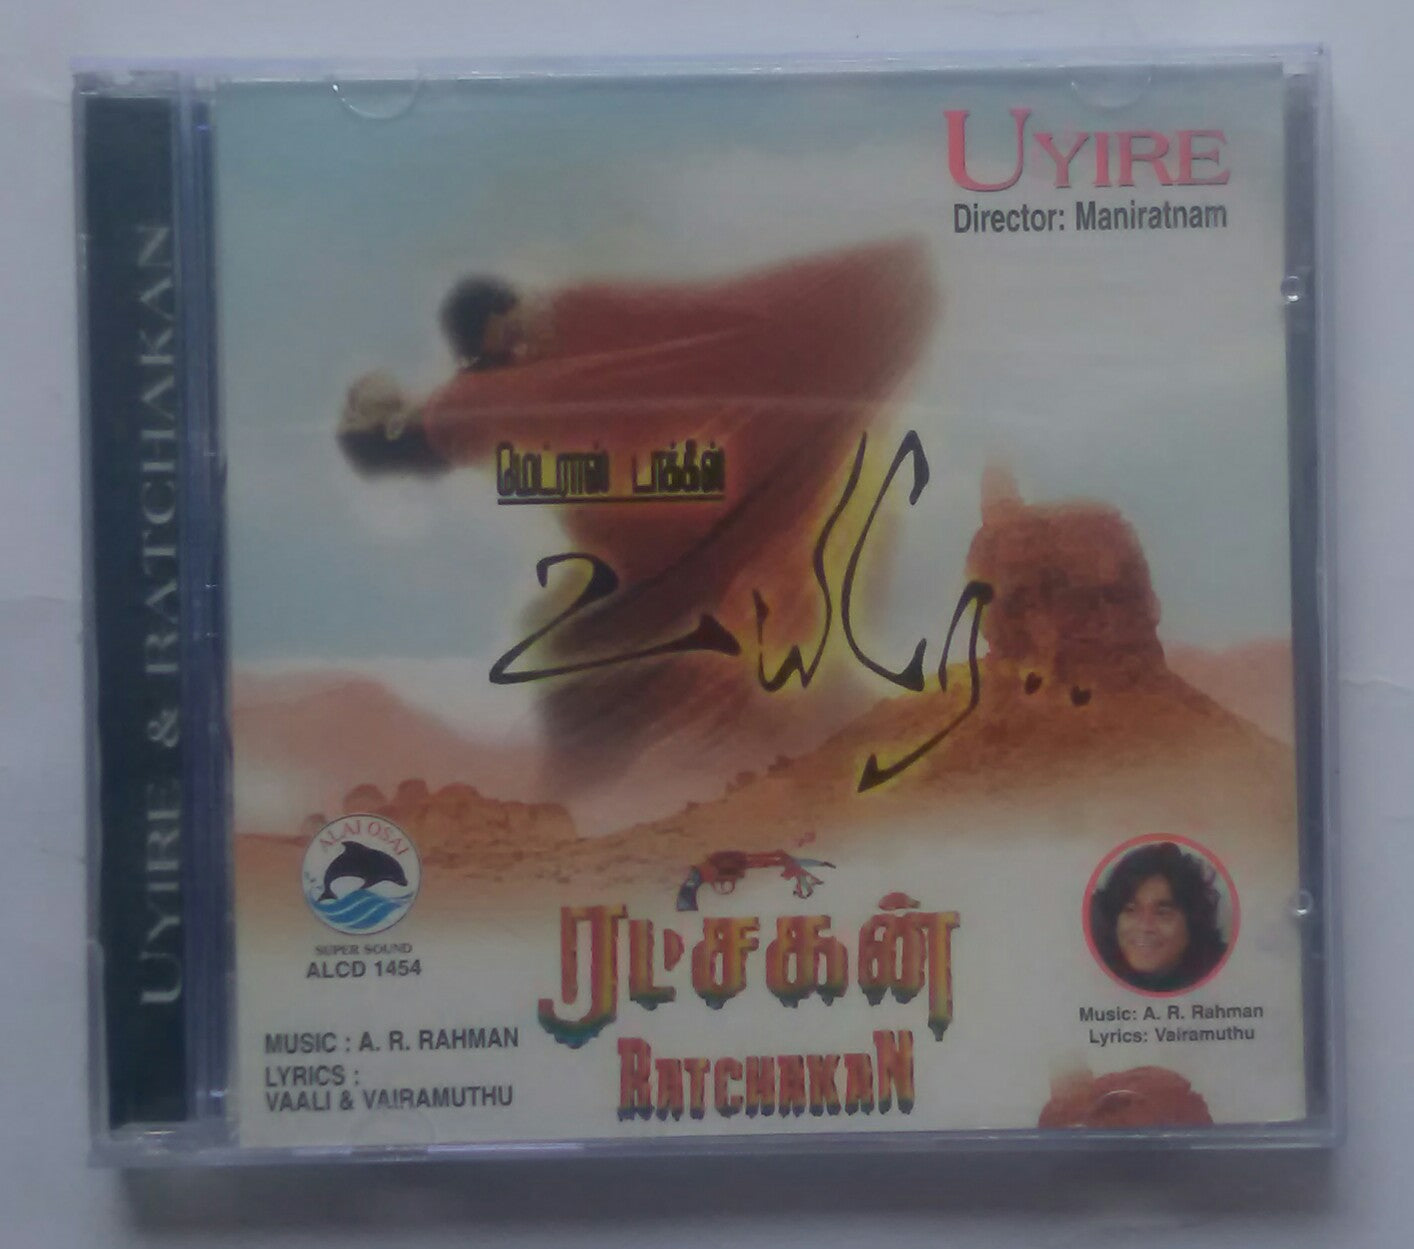 UYIRE & RATCHAKAN
UYIRE
Director: Maniratnam
மெட்ராஸ் டாக்கீஸ்
உயிரே..
ALAI OSAI
SUPER SOUND
ALCD 1454
ரட்சகன்
RATCHAKAN
MUSIC : A. R. RAHMAN
LYRICS :
VAALI & VAIRAMUTHU
Music: A. R. Rahman
Lyrics: Vairamuthu